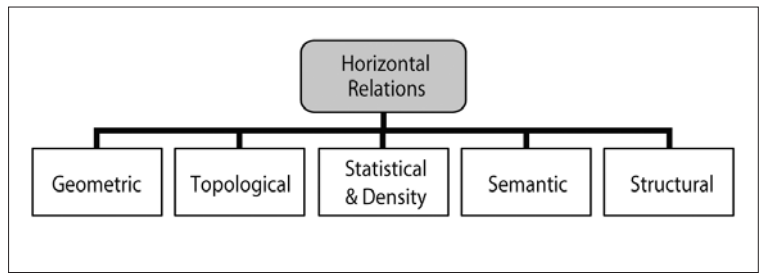 Horizontal
Relations
Geometric
Topological
Statistical
& Density
Semantic
Structural